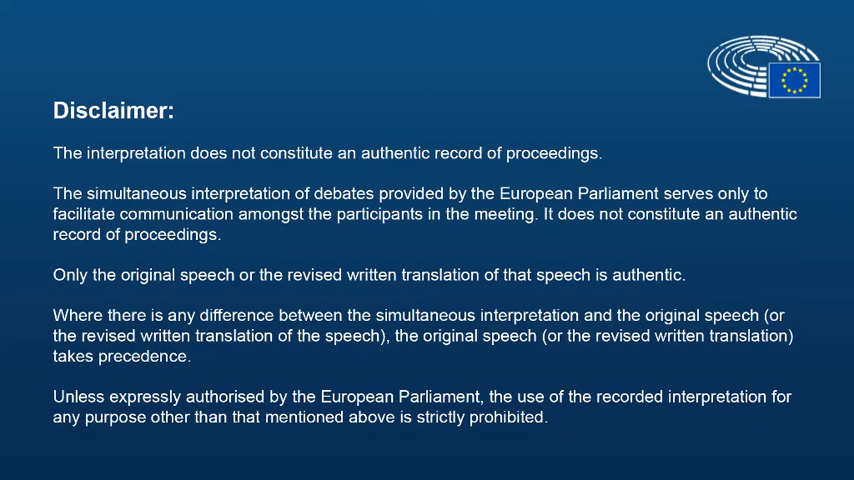 Disclaimer:
The interpretation does not constitute an authentic record of proceedings.
The simultaneous interpretation of debates provided by the European Parliament serves only to
facilitate communication amongst the participants in the meeting. It does not constitute an authentic
record of proceedings.
Only the original speech or the revised written translation of that speech is authentic.
Where there is any difference between the simultaneous interpretation and the original speech (or
the revised written translation of the speech), the original speech (or the revised written translation)
takes precedence.
Unless expressly authorised by the European Parliament, the use of the recorded interpretation for
any purpose other than that mentioned above is strictly prohibited.